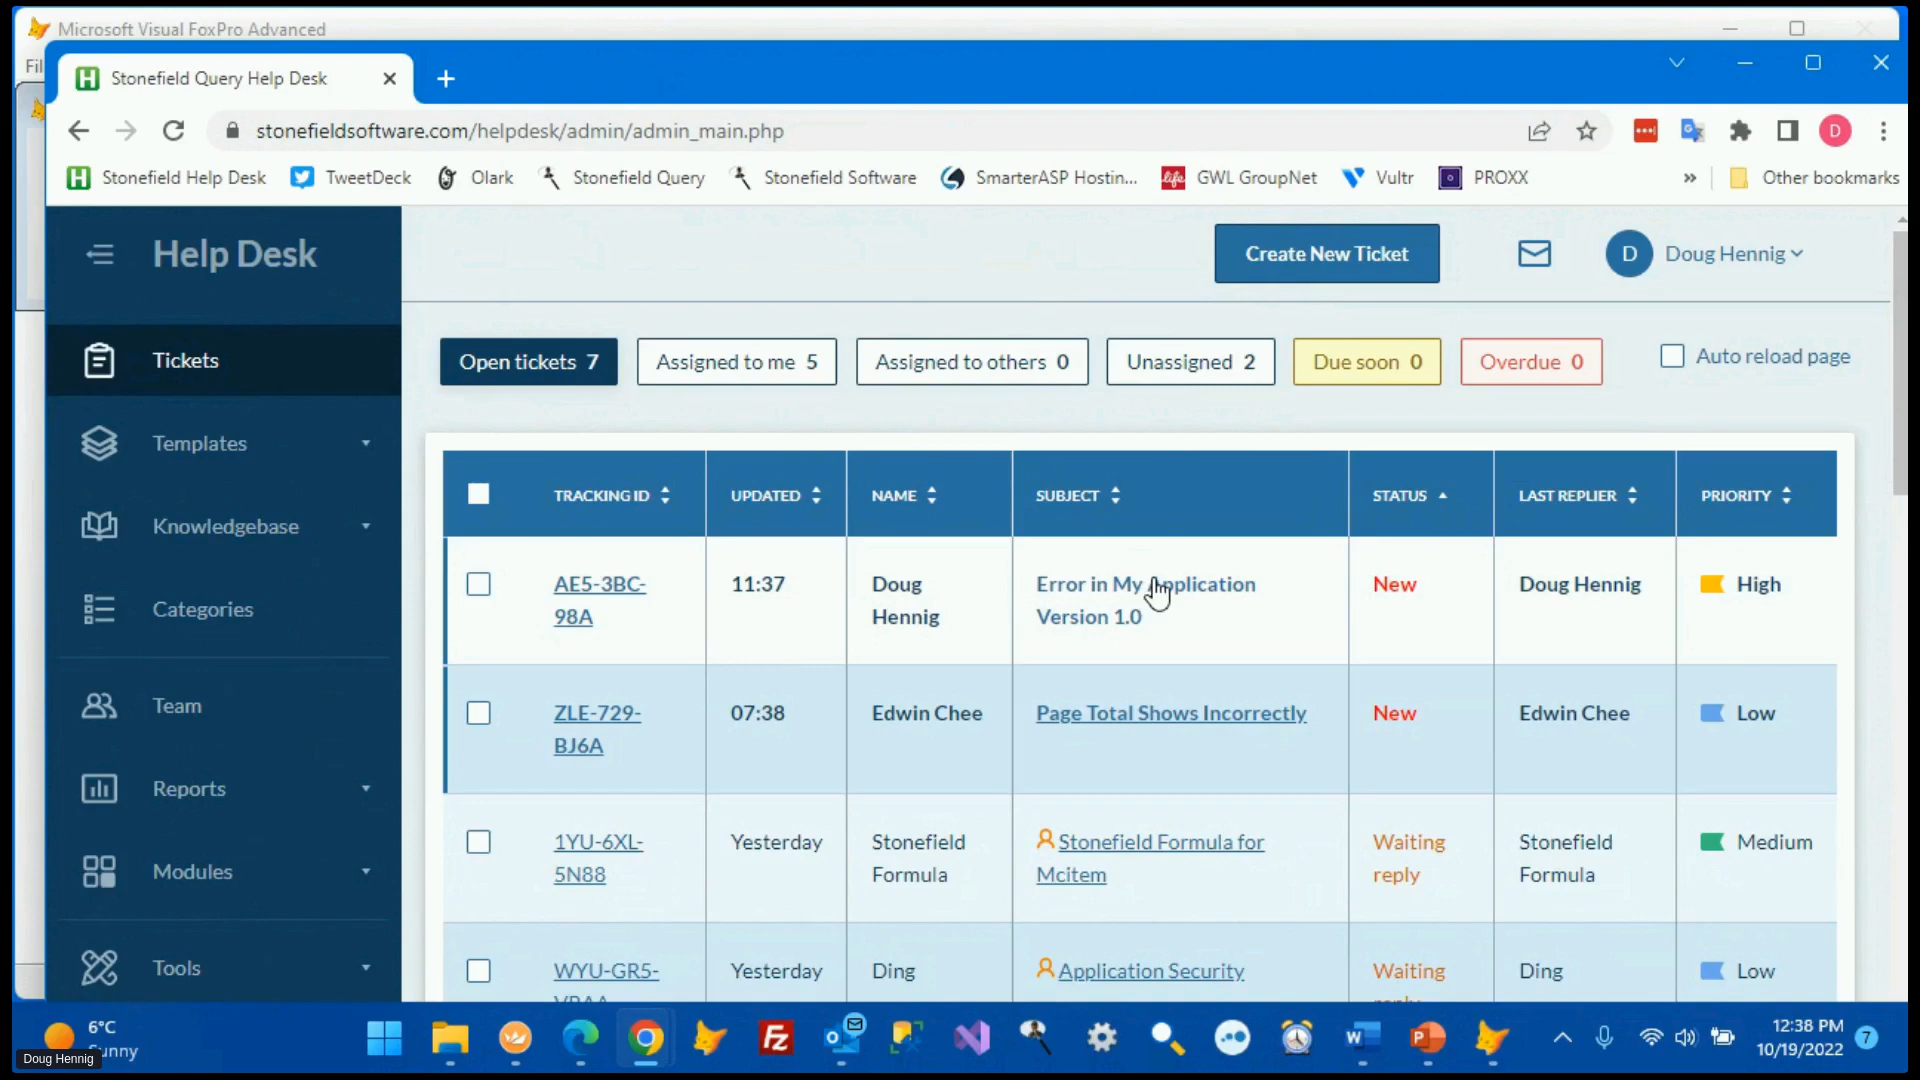 Microsoft Visual FoxPro Advanced
Fil
Stonefield Query Help Desk
stonefieldsoftware.com/helpdesk/admin/admin_main.php
D
Stonefield Help Desk TweetDeck Olark Stonefield Query Stonefield Software SmarterASP Hostin... GWL GroupNet Vultr PROXX » Other bookmarks
Help Desk
Create New Ticket
D Doug Hennig
Tickets
Templates
Knowledgebase
Categories
Team
Reports
Modules
Tools
Open tickets 7 Assigned to me 5 Assigned to others 0 Unassigned 2 Due soon 0 Overdue 0 Auto reload page
TRACKING ID UPDATED NAME SUBJECT STATUS LAST REPLIER PRIORITY
AE5-3BC- 11:37 Doug Error in My Application New Doug Hennig High
98A Hennig Version 1.0
ZLE-729- 07:38 Edwin Chee Page Total Shows Incorrectly New Edwin Chee Low
BJ6A
1YU-6XL- Yesterday Stonefield Stonefield Formula for Waiting Stonefield Medium
5N88 Formula Mcitem reply Formula
WYU-GR5- Yesterday Ding Application Security Waiting Ding Low
6°C
Sunny
Doug Hennig
12:38 PM
10/19/2022
7